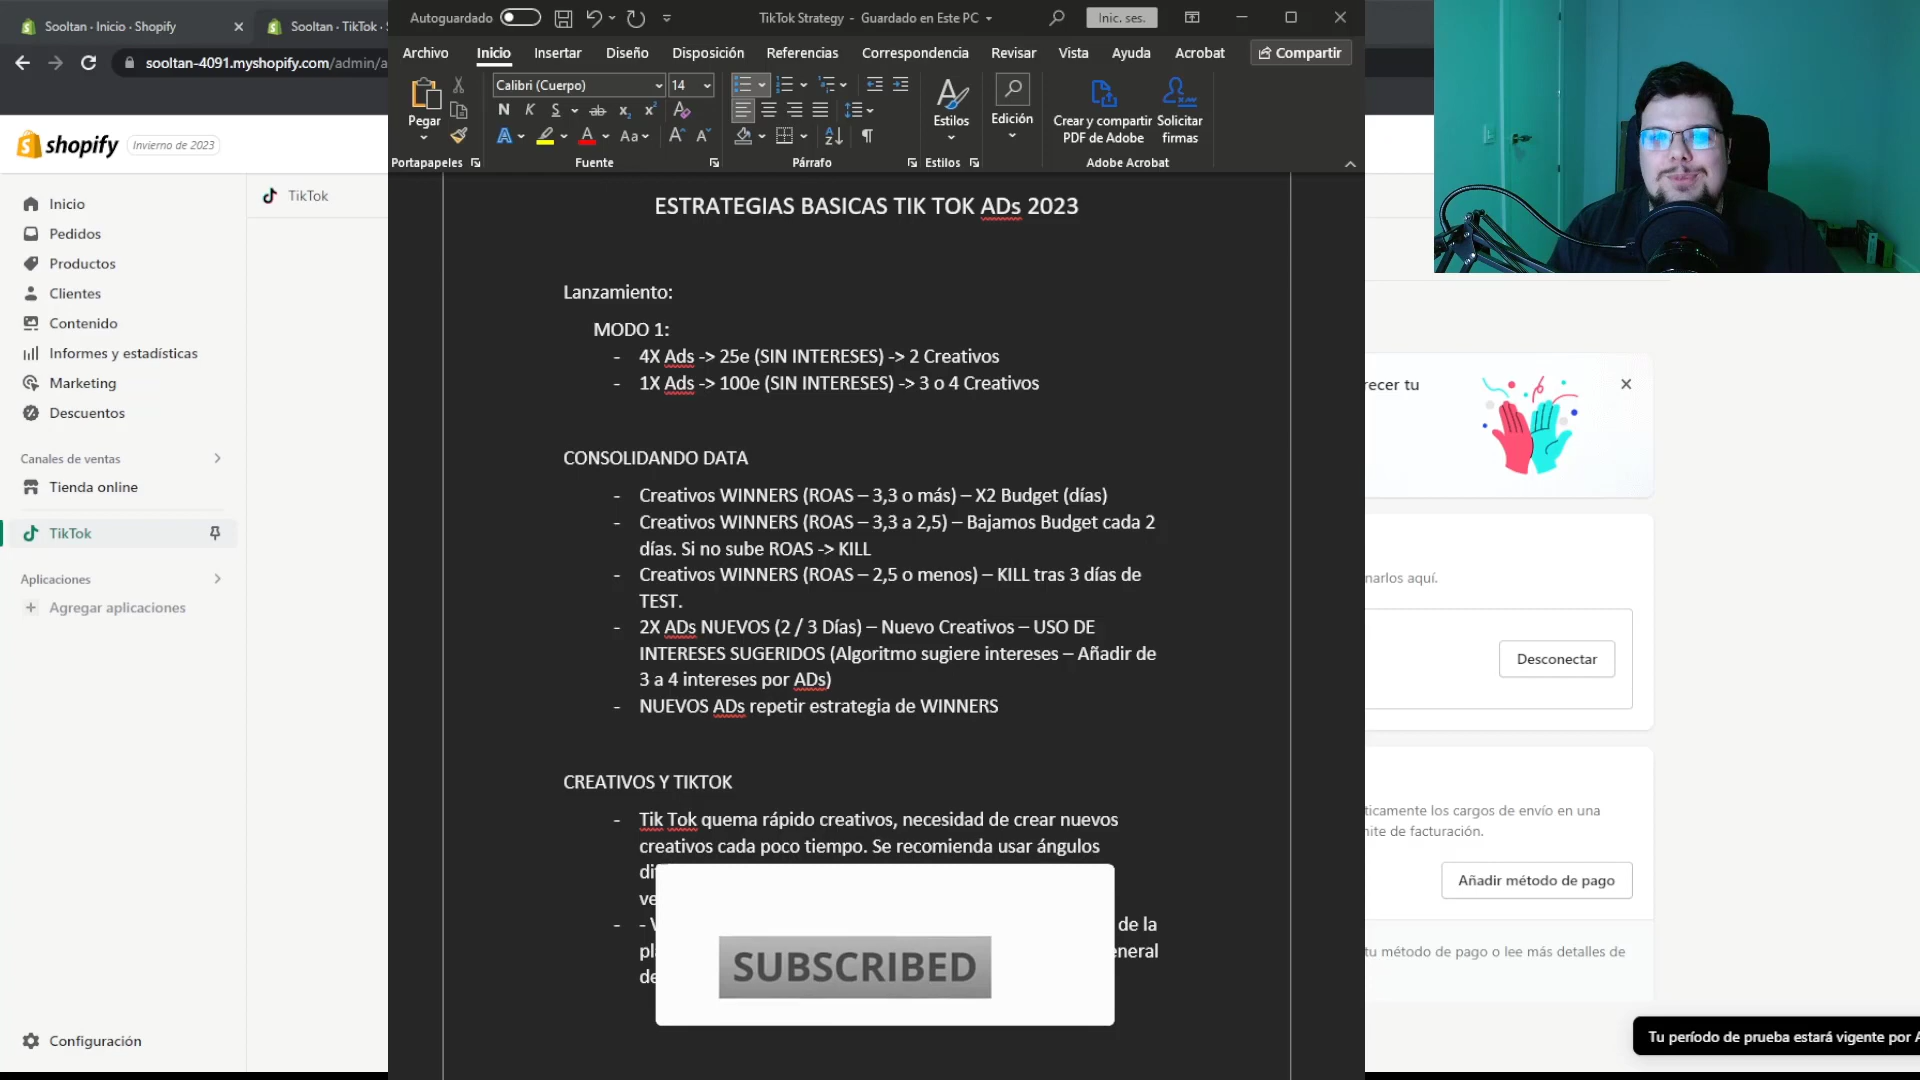 Sooltan · Inicio · Shopify
Sooltan · TikTok ·
sooltan-4091.myshopify.com/admin/a
Autoguardado
TikTok Strategy - Guardado en Este PC
Inic. ses.
Archivo Inicio Insertar Diseño Disposición Referencias Correspondencia Revisar Vista Ayuda Acrobat Compartir
Pegar
Calibri (Cuerpo) 14
N K S ab x₂ x² A
A A Aa A A
Estilos
Edición
Crear y compartir
PDF de Adobe
Solicitar
firmas
Portapapeles Fuente Párrafo Estilos Adobe Acrobat
shopify Invierno de 2023
Inicio
Pedidos
Productos
Clientes
Contenido
Informes y estadísticas
Marketing
Descuentos
Canales de ventas
Tienda online
TikTok
Aplicaciones
Agregar aplicaciones
Configuración
TikTok
ESTRATEGIAS BASICAS TIK TOK ADs 2023
Lanzamiento:
MODO 1:
- 4X Ads -> 25e (SIN INTERESES) -> 2 Creativos
- 1X Ads -> 100e (SIN INTERESES) -> 3 o 4 Creativos
CONSOLIDANDO DATA
- Creativos WINNERS (ROAS – 3,3 o más) – X2 Budget (días)
- Creativos WINNERS (ROAS – 3,3 a 2,5) – Bajamos Budget cada 2
días. Si no sube ROAS -> KILL
- Creativos WINNERS (ROAS – 2,5 o menos) – KILL tras 3 días de
TEST.
- 2X ADs NUEVOS (2 / 3 Días) – Nuevo Creativos – USO DE
INTERESES SUGERIDOS (Algoritmo sugiere intereses – Añadir de
3 a 4 intereses por ADs)
- NUEVOS ADs repetir estrategia de WINNERS
CREATIVOS Y TIKTOK
- Tik Tok quema rápido creativos, necesidad de crear nuevos
creativos cada poco tiempo. Se recomienda usar ángulos
de la
SUBSCRIBED
recer tu
narlos aquí.
Desconectar
ticamente los cargos de envío en una
ite de facturación.
Añadir método de pago
tu método de pago o lee más detalles de
Tu período de prueba estará vigente por